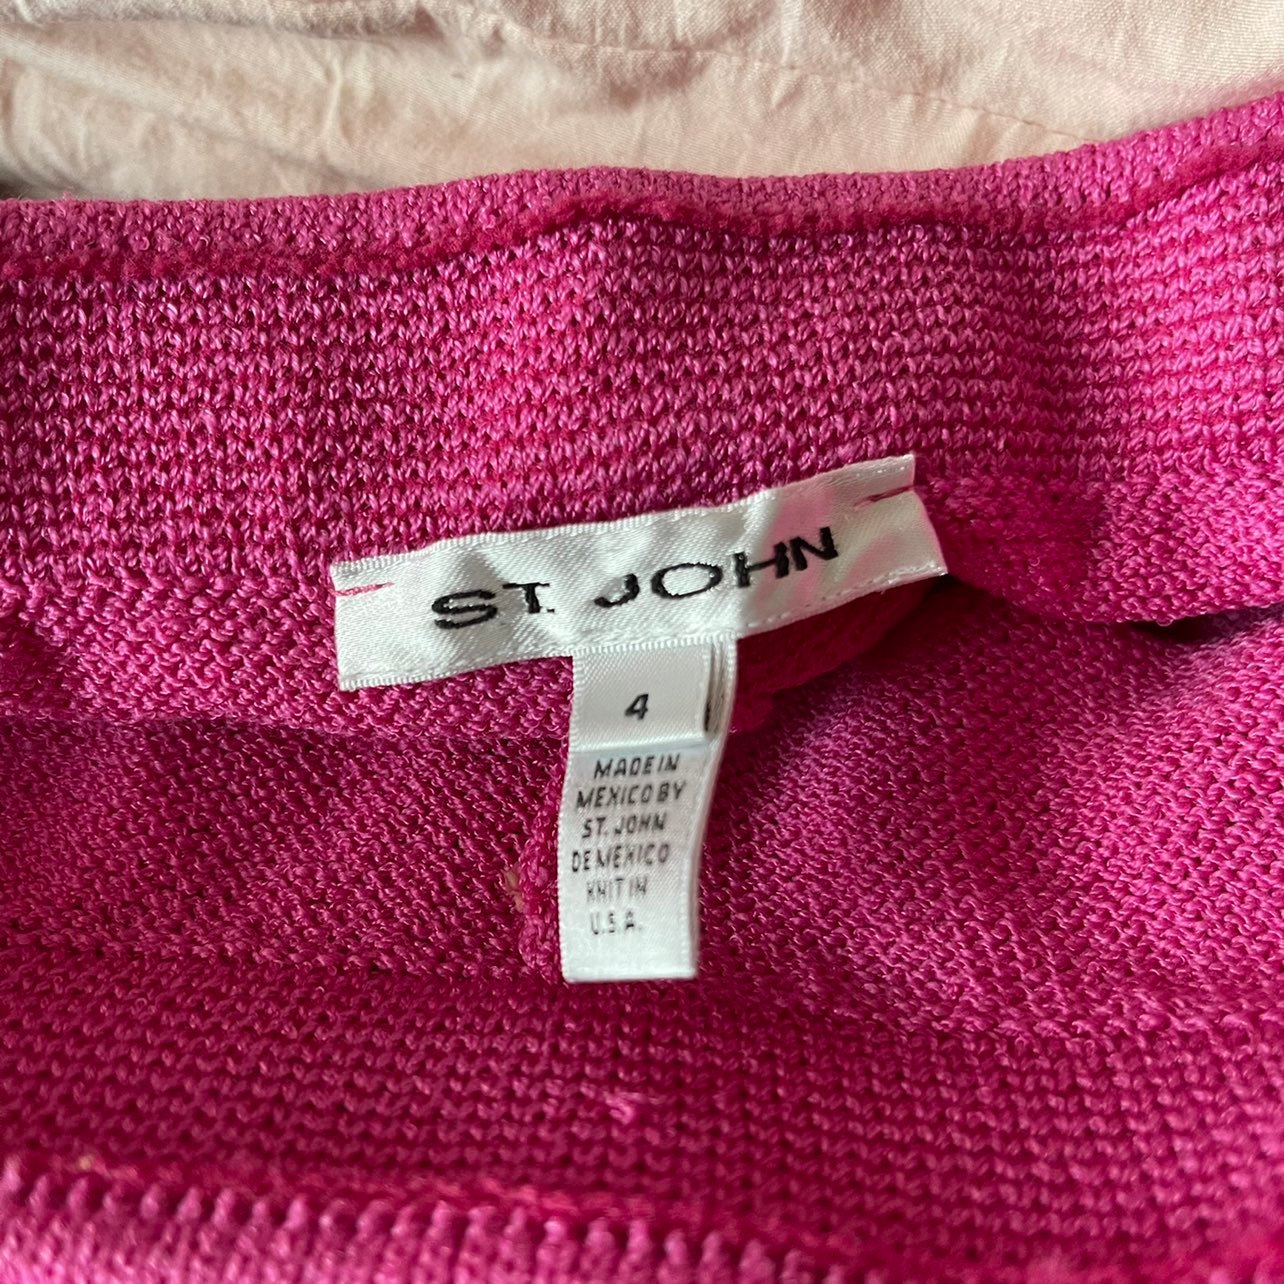 ST. JOHN
4
MADE IN
MEXICO BY
ST. JOHN
DE MEXICO
KNIT IN
U.S.A.